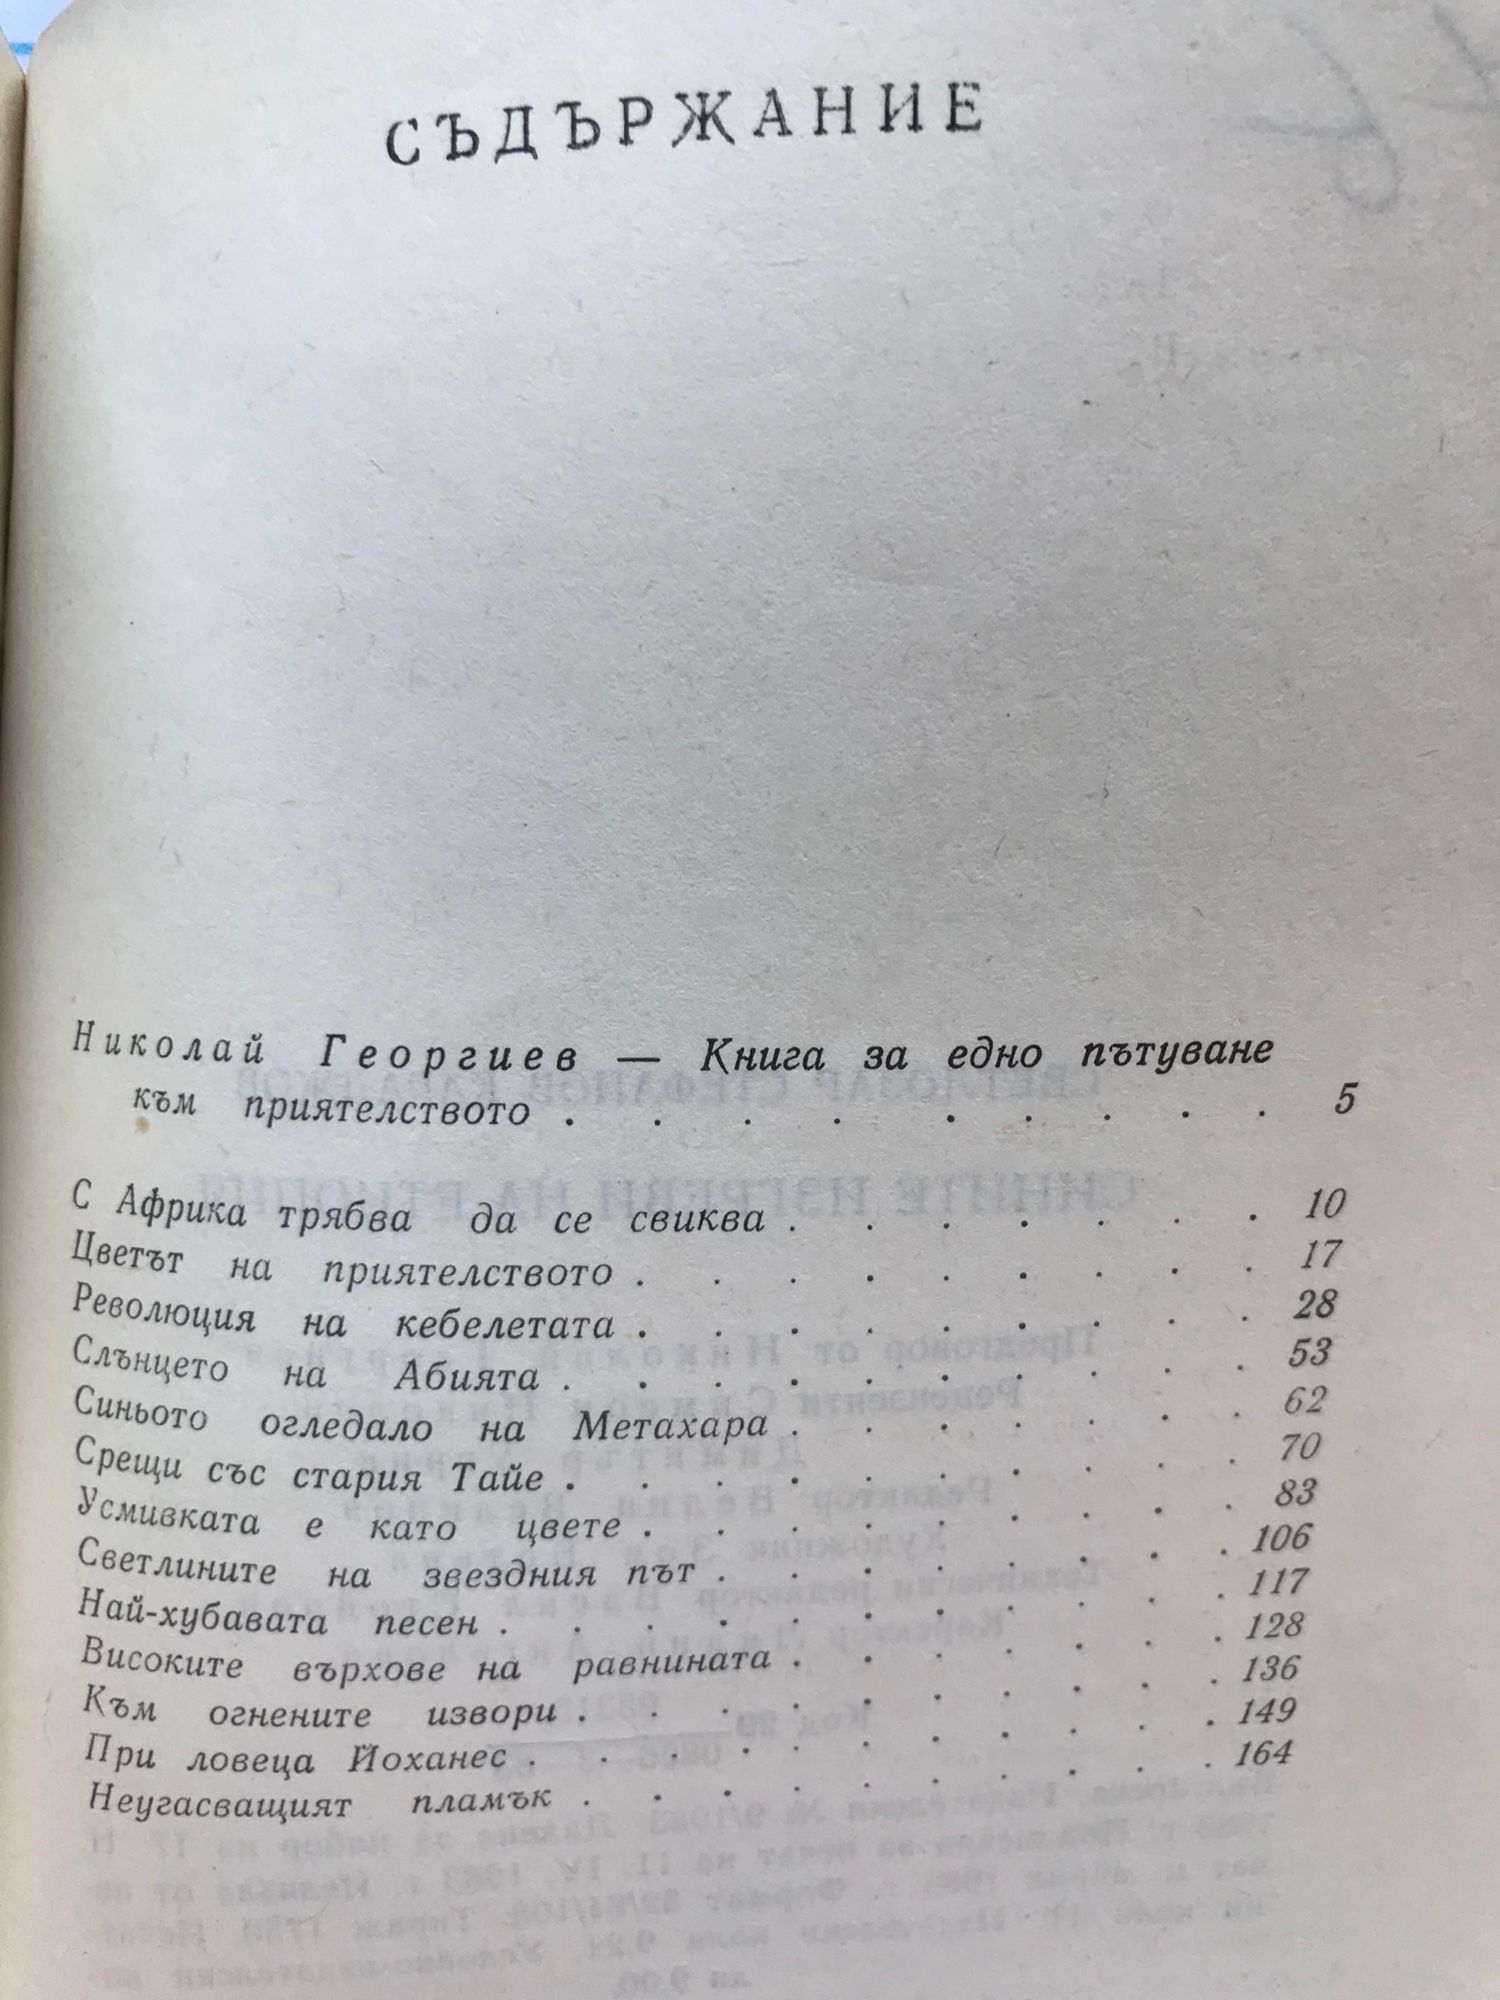 СЪДЪРЖАНИЕ
Николай Георгиев — Книга за едно пътуване
към приятелството . . . . . . . . . 5
С Африка трябва да се свиква . . . . . . . 10
Цветът на приятелството . . . . . . . . . 17
Революция на кебелетата . . . . . . . . . 28
Слънцето на Абията . . . . . . . . . . 53
Синьото огледало на Метахара . . . . . . . 62
Срещи със стария Тайе . . . . . . . . . 70
Усмивката е като цвете . . . . . . . . . 83
Светлините на звездния път . . . . . . . . 106
Най-хубавата песен . . . . . . . . . . 117
Високите върхове на равнината . . . . . . . 128
Към огнените извори . . . . . . . . . . 136
При ловеца Йоханес . . . . . . . . . . 149
Неугасващият пламък . . . . . . . . . 164